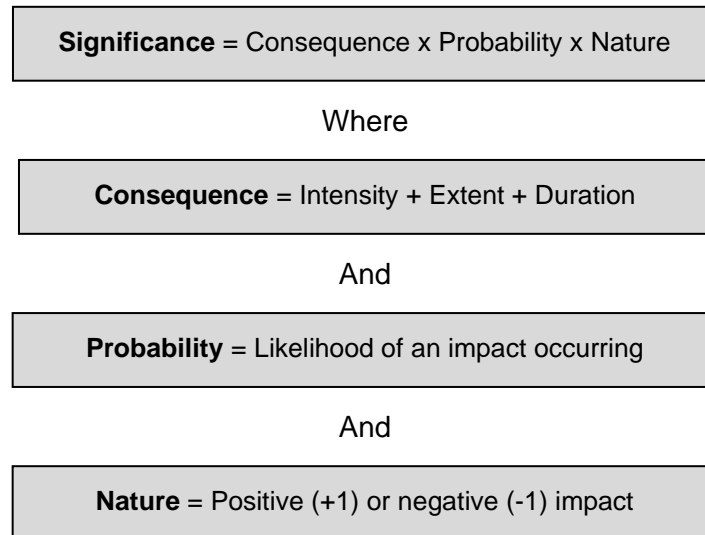 Significance = Consequence x Probability x Nature
Where
Consequence = Intensity + Extent + Duration
And
Probability = Likelihood of an impact occurring
And
Nature = Positive (+1) or negative (-1) impact